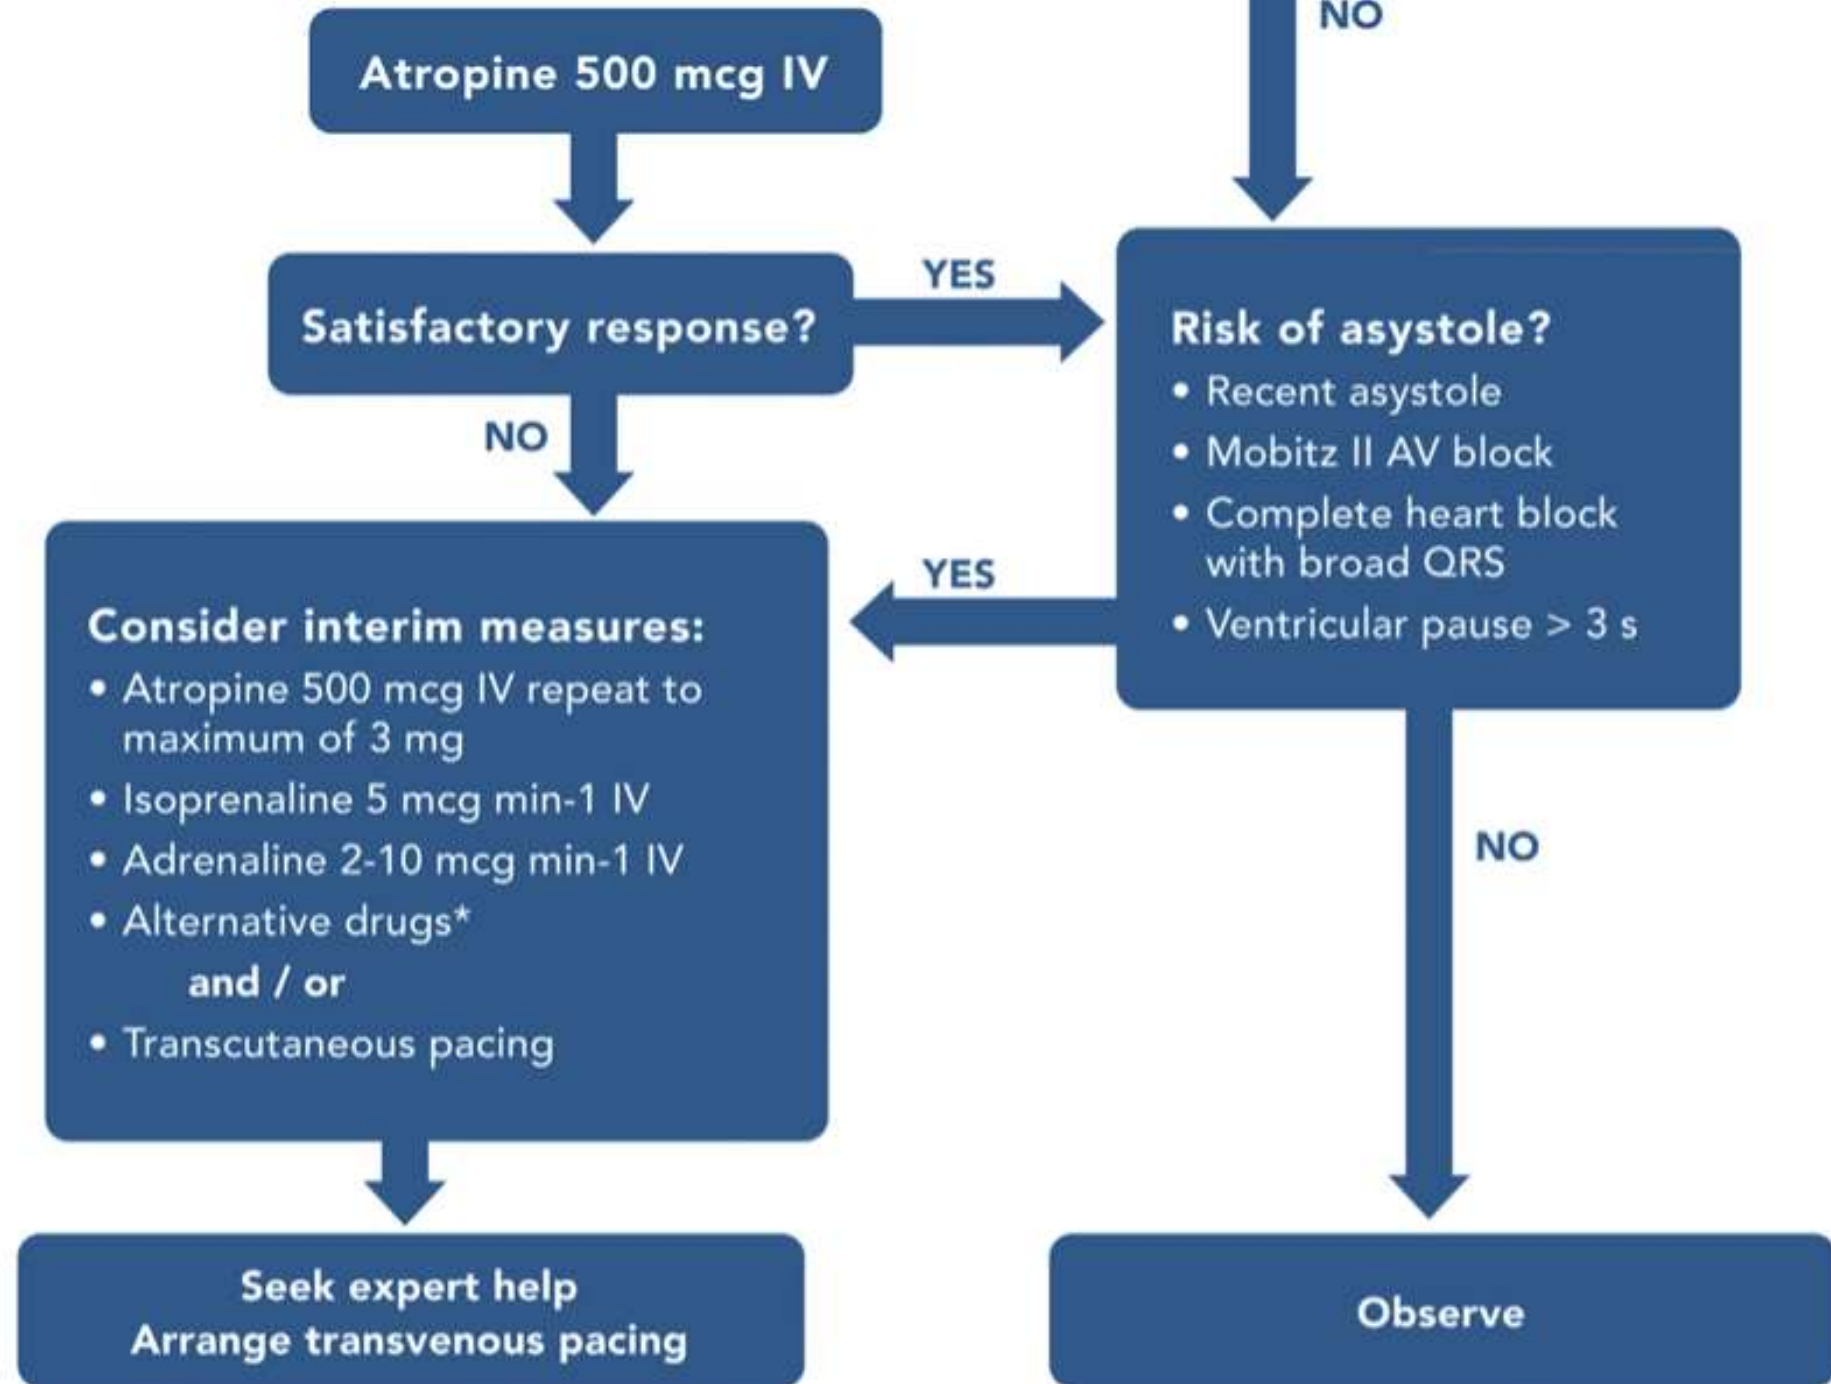 NO
Atropine 500 mcg IV
Satisfactory response?
YES
NO
Risk of asystole?
• Recent asystole
• Mobitz II AV block
• Complete heart block
with broad QRS
• Ventricular pause > 3 s
YES
Consider interim measures:
• Atropine 500 mcg IV repeat to
maximum of 3 mg
• Isoprenaline 5 mcg min-1 IV
• Adrenaline 2-10 mcg min-1 IV
• Alternative drugs*
and / or
• Transcutaneous pacing
NO
Seek expert help
Arrange transvenous pacing
Observe